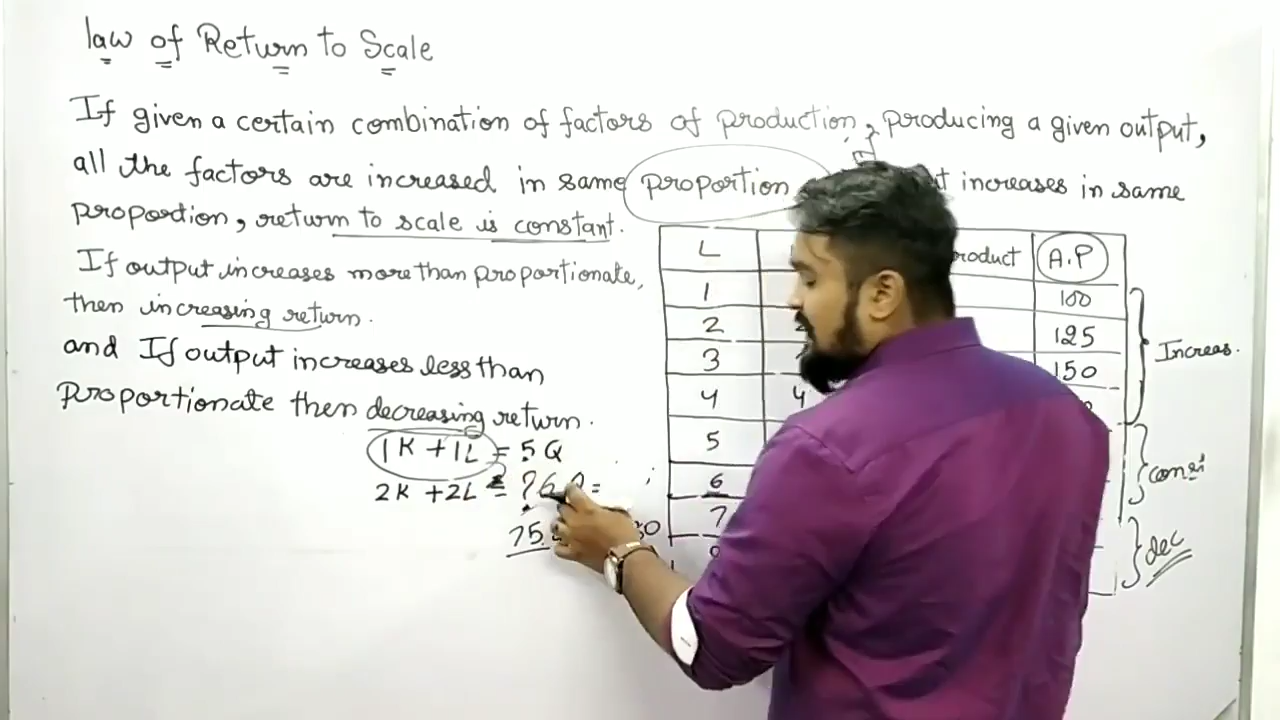 law of Return to Scale
If given a certain combination of factors of production, producing a given output,
all the factors are increased in same proportion increases in same
proportion, return to scale is constant.
If output increases more than proportionate,
then increasing return.
and If output increases less than
Proportionate then decreasing return.
1K + 1L = 5Q
2K + 2L =
L roduct A.P
1 100
2 125
3 150
4 4
5
6
7
Increas.
dec